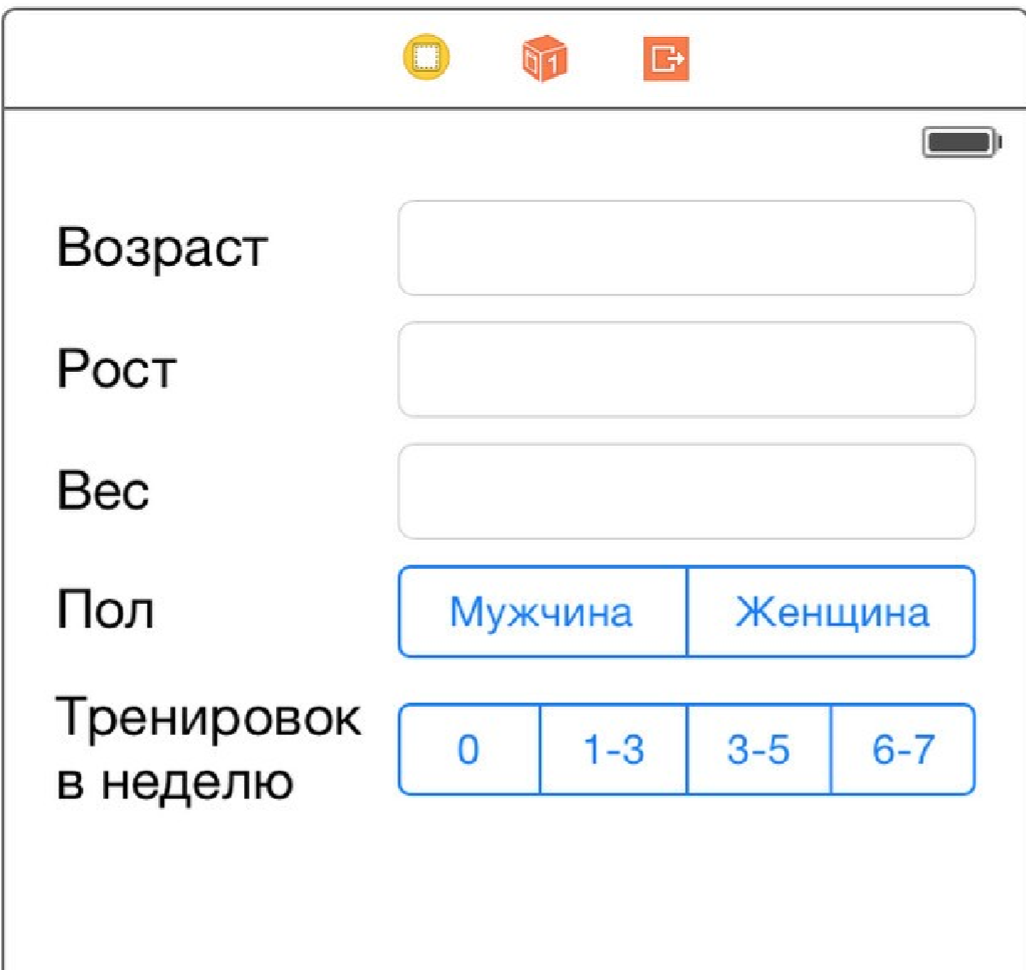 Возраст
Рост
Вес
Пол
Мужчина Женщина
Тренировок
в неделю
0 1-3 3-5 6-7